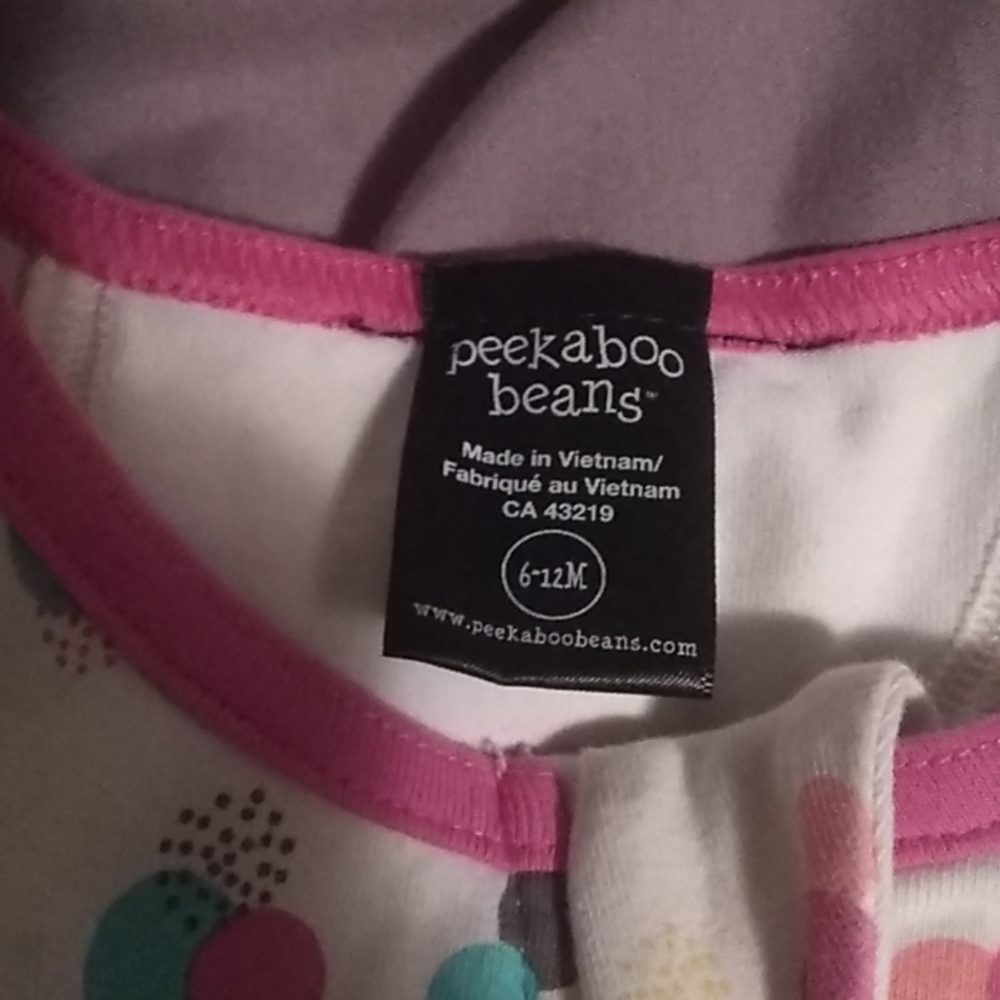 peekaboo
beans™
Made in Vietnam/
Fabriqué au Vietnam
CA 43219
6-12M
www.peekaboobeans.com